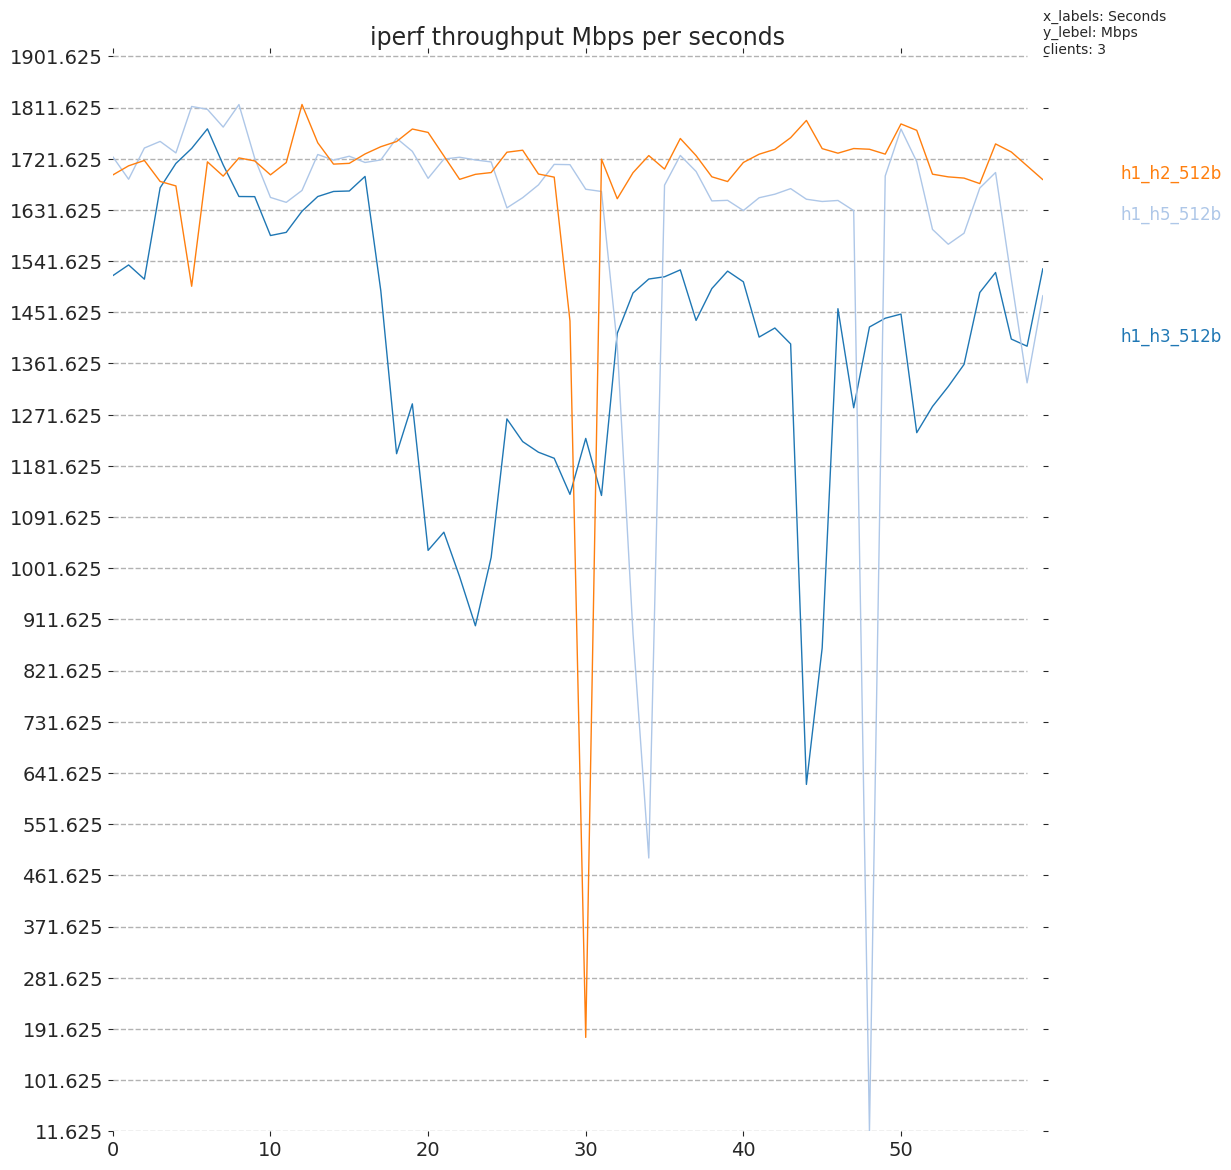 x_labels: Seconds
y_lebel: Mbps
clients: 3
iperf throughput Mbps per seconds
1901.625
1811.625
1721.625
1631.625
1541.625
1451.625
1361.625
1271.625
1181.625
1091.625
1001.625
911.625
821.625
731.625
641.625
551.625
461.625
371.625
281.625
191.625
101.625
11.625
0 10 20 30 40 50
h1_h2_512b
h1_h5_512b
h1_h3_512b